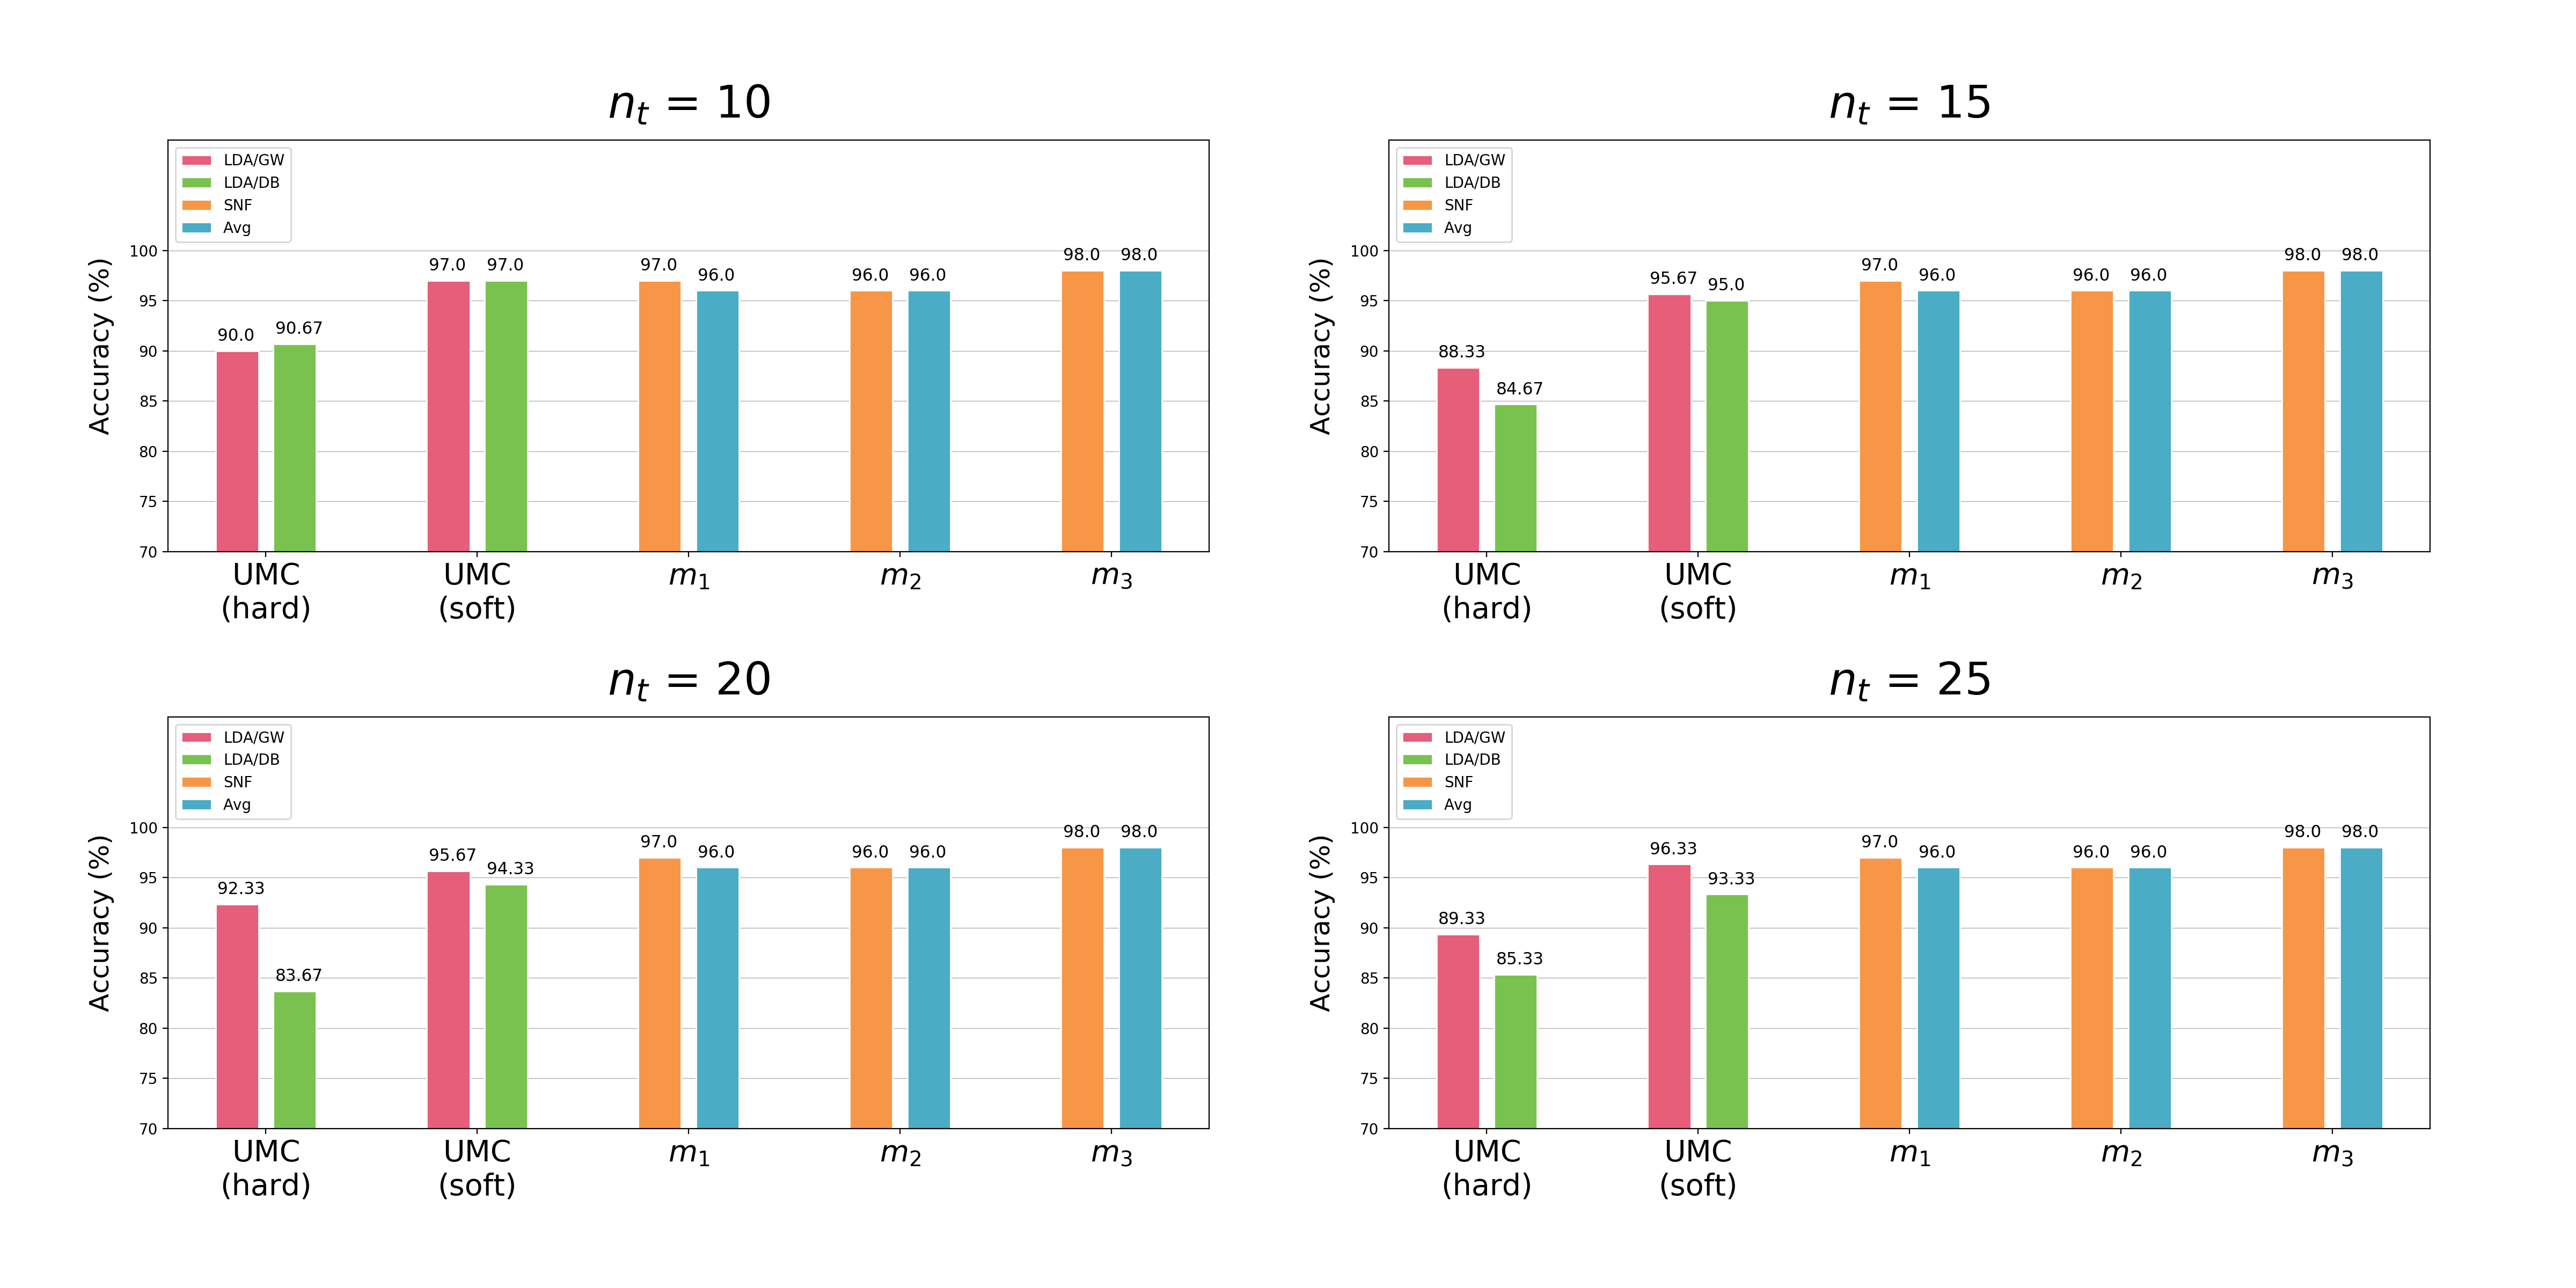 n_t = 10
LDA/GW
LDA/DB
SNF
Avg
Accuracy (%)
100
95
90
85
80
75
70
90.0 90.67 97.0 97.0 97.0 96.0 96.0 96.0 98.0 98.0
UMC (hard)
UMC (soft)
m_1
m_2
m_3
n_t = 15
LDA/GW
LDA/DB
SNF
Avg
Accuracy (%)
100
95
90
85
80
75
70
88.33 84.67 95.67 95.0 97.0 96.0 96.0 96.0 98.0 98.0
UMC (hard)
UMC (soft)
m_1
m_2
m_3
n_t = 20
LDA/GW
LDA/DB
SNF
Avg
Accuracy (%)
100
95
90
85
80
75
70
92.33 83.67 95.67 94.33 97.0 96.0 96.0 96.0 98.0 98.0
UMC (hard)
UMC (soft)
m_1
m_2
m_3
n_t = 25
LDA/GW
LDA/DB
SNF
Avg
Accuracy (%)
100
95
90
85
80
75
70
89.33 85.33 96.33 93.33 97.0 96.0 96.0 96.0 98.0 98.0
UMC (hard)
UMC (soft)
m_1
m_2
m_3